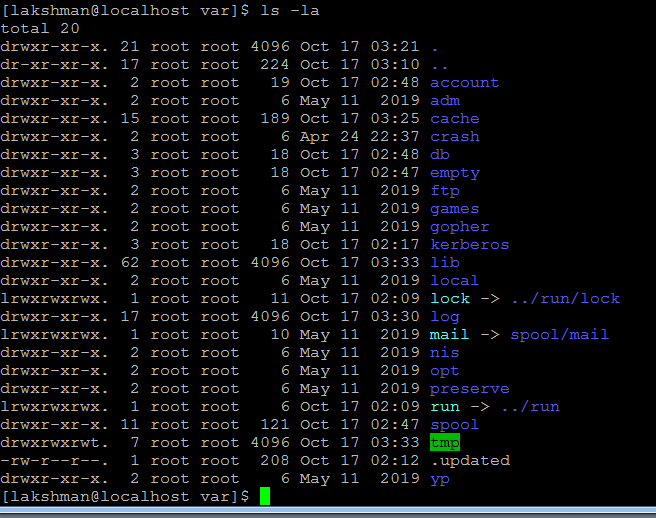 [lakshman@localhost var]$ ls -la
total 20
drwxr-xr-x. 21 root root 4096 Oct 17 03:21 .
dr-xr-xr-x. 17 root root  224 Oct 17 03:10 ..
drwxr-xr-x.  2 root root   19 Oct 17 02:48 account
drwxr-xr-x.  2 root root    6 May 11  2019 adm
drwxr-xr-x. 15 root root  189 Oct 17 03:25 cache
drwxr-xr-x.  2 root root    6 Apr 24 22:37 crash
drwxr-xr-x.  3 root root   18 Oct 17 02:48 db
drwxr-xr-x.  3 root root   18 Oct 17 02:47 empty
drwxr-xr-x.  2 root root    6 May 11  2019 ftp
drwxr-xr-x.  2 root root    6 May 11  2019 games
drwxr-xr-x.  2 root root    6 May 11  2019 gopher
drwxr-xr-x.  3 root root   18 Oct 17 02:17 kerberos
drwxr-xr-x. 62 root root 4096 Oct 17 03:33 lib
drwxr-xr-x.  2 root root    6 May 11  2019 local
lrwxrwxrwx.  1 root root   11 Oct 17 02:09 lock -> ../run/lock
drwxr-xr-x. 17 root root 4096 Oct 17 03:30 log
lrwxrwxrwx.  1 root root   10 May 11  2019 mail -> spool/mail
drwxr-xr-x.  2 root root    6 May 11  2019 nis
drwxr-xr-x.  2 root root    6 May 11  2019 opt
drwxr-xr-x.  2 root root    6 May 11  2019 preserve
lrwxrwxrwx.  1 root root    6 Oct 17 02:09 run -> ../run
drwxr-xr-x. 11 root root  121 Oct 17 02:47 spool
drwxrwxrwt.  7 root root 4096 Oct 17 03:33 tmp
-rw-r--r--.  1 root root  208 Oct 17 02:12 .updated
drwxr-xr-x.  2 root root    6 May 11  2019 yp
[lakshman@localhost var]$